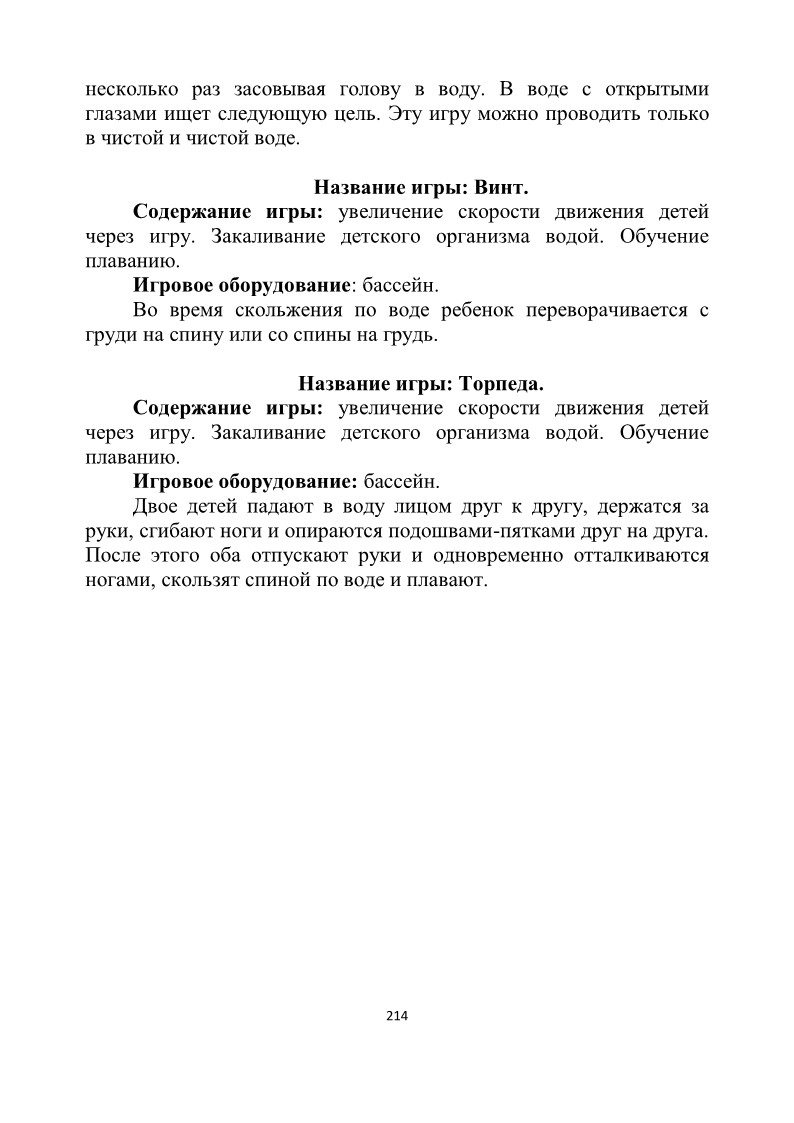 несколько раз засовывая голову в воду. В воде с открытыми
глазами ищет следующую цель. Эту игру можно проводить только
в чистой и чистой воде.
Название игры: Винт.
Содержание игры: увеличение скорости движения детей
через игру. Закаливание детского организма водой. Обучение
плаванию.
Игровое оборудование: бассейн.
Во время скольжения по воде ребенок переворачивается с
груди на спину или со спины на грудь.
Название игры: Торпеда.
Содержание игры: увеличение скорости движения детей
через игру. Закаливание детского организма водой. Обучение
плаванию.
Игровое оборудование: бассейн.
Двое детей падают в воду лицом друг к другу, держатся за
руки, сгибают ноги и опираются подошвами-пятками друг на друга.
После этого оба отпускают руки и одновременно отталкиваются
ногами, скользят спиной по воде и плавают.
214